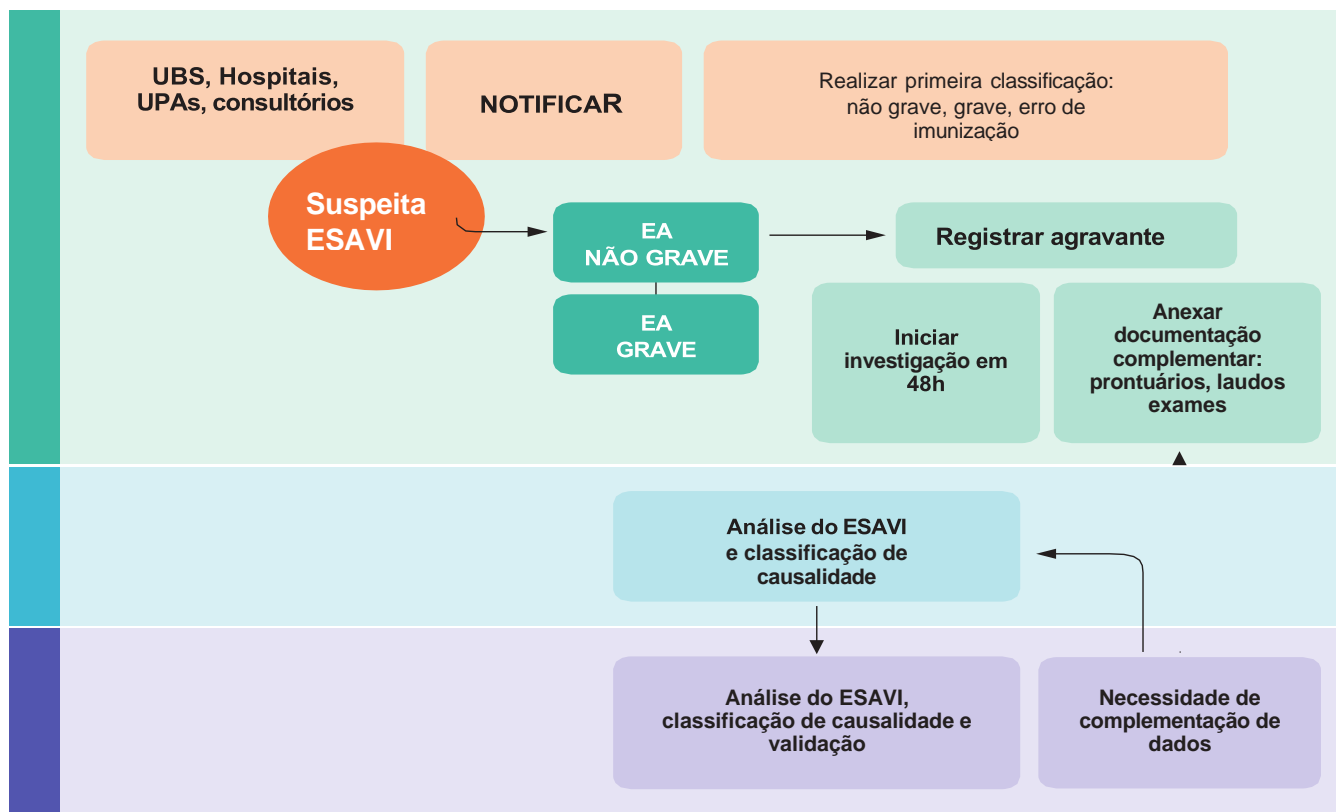 UBS, Hospitais,
UPAs, consultórios
NOTIFICAR
Realizar primeira classificação:
não grave, grave, erro de
imunização
Suspeita
ESAVI
EA
NÃO GRAVE
Registrar agravante
EA
GRAVE
Iniciar
investigação em
48h
Anexar
documentação
complementar:
prontuários, laudos
exames
Análise do ESAVI
e classificação de
causalidade
Análise do ESAVI,
classificação de causalidade e
validação
Necessidade de
complementação de
dados